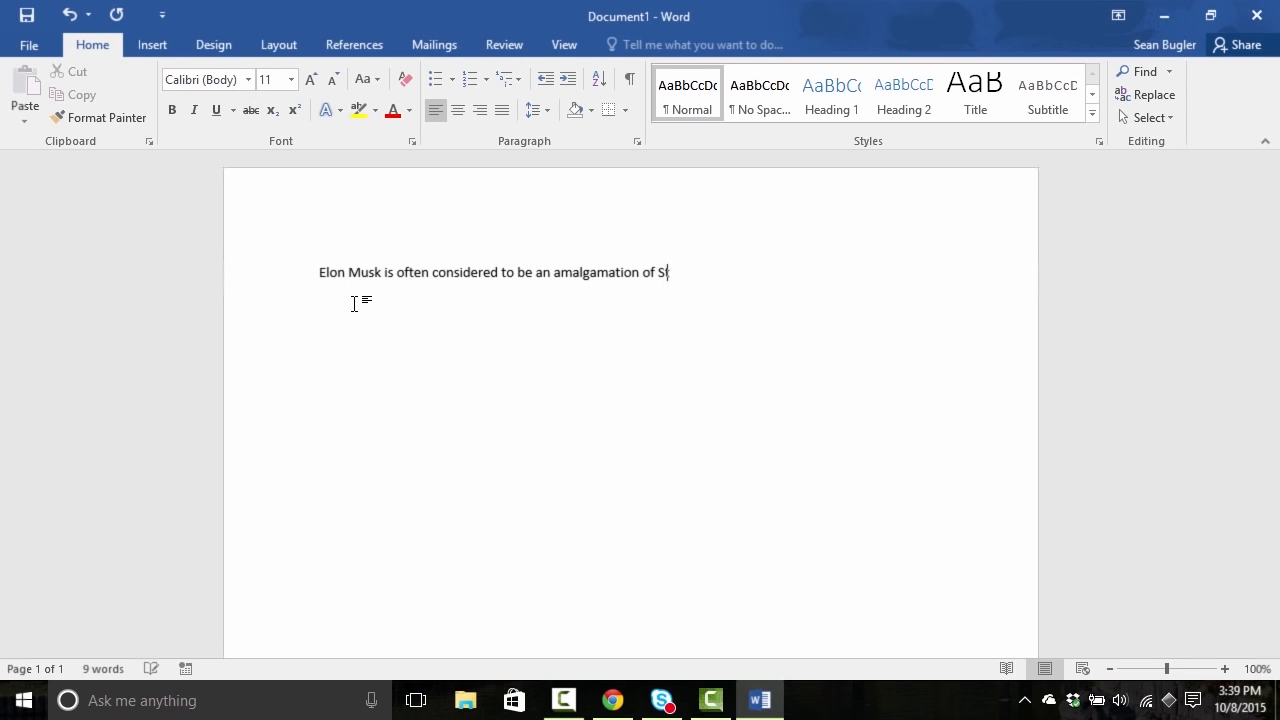 Document1 - Word
File Home Insert Design Layout References Mailings Review View Tell me what you want to do... Sean Bugler Share
Paste
Cut
Copy
Format Painter
Clipboard
Calibri (Body) 11 Aa
B I U abc x₂ x² A A
Font
Paragraph
AaBbCcDc AaBbCcDc AaBbCc AaBbCcD AaB AaBbCcD
¶ Normal ¶ No Spac... Heading 1 Heading 2 Title Subtitle
Styles
Find
Replace
Select
Editing
Elon Musk is often considered to be an amalgamation of
Page 1 of 1 9 words 100%
Ask me anything
3:39 PM
10/8/2015